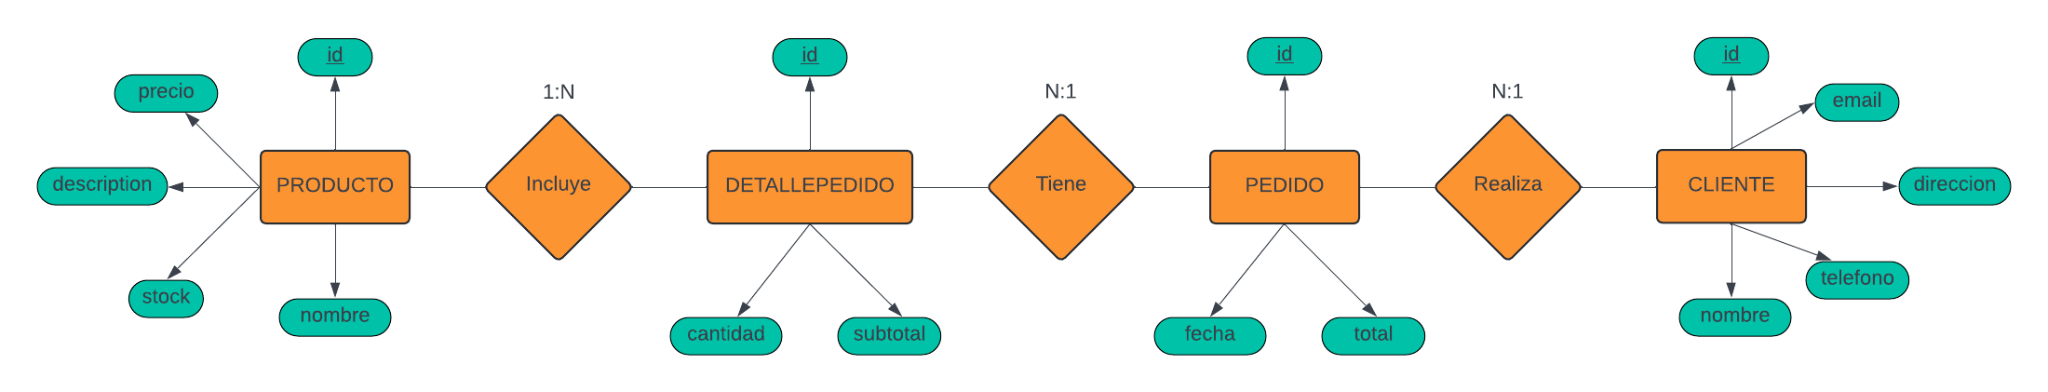 id
id
id
id
precio
1:N
N:1
N:1
email
description
PRODUCTO
Incluye
DETALLEPEDIDO
Tiene
PEDIDO
Realiza
CLIENTE
direccion
stock
nombre
cantidad
subtotal
fecha
total
nombre
telefono